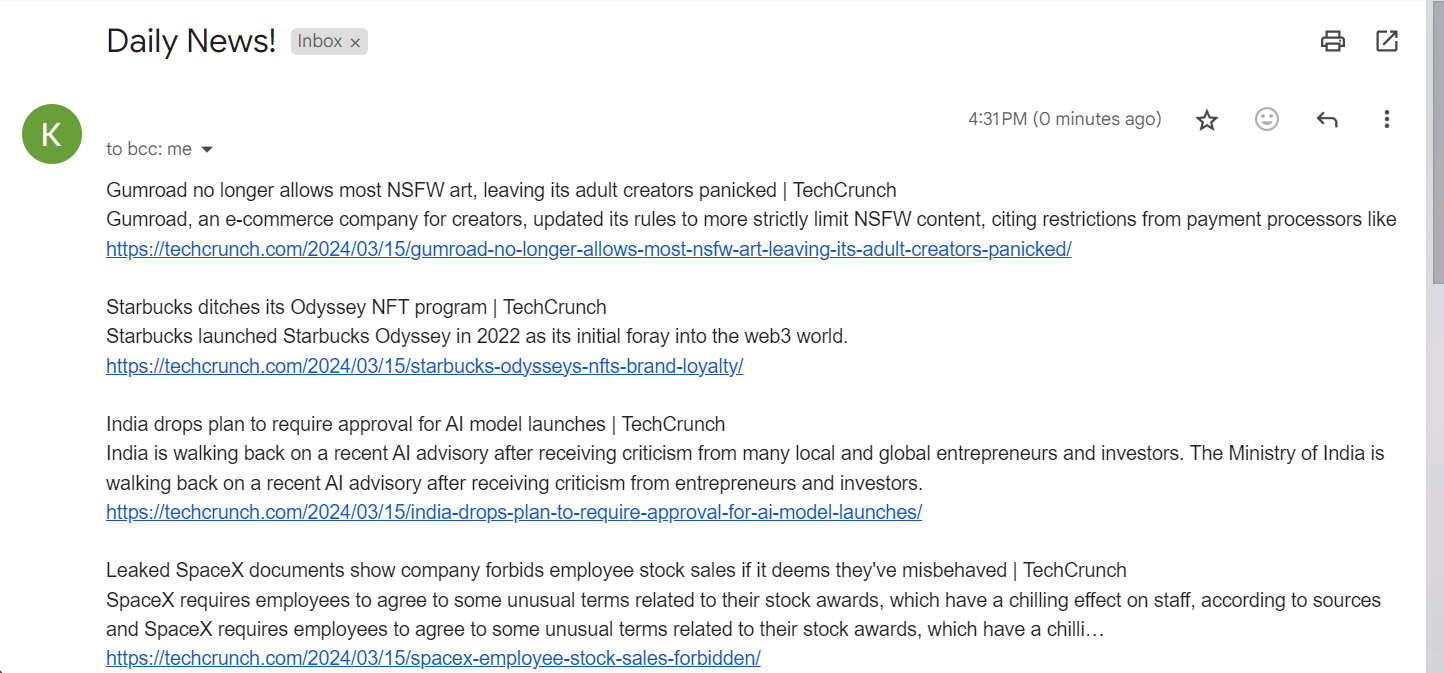 Daily News! Inbox ×
K
4:31 PM (0 minutes ago)
to bcc: me
Gumroad no longer allows most NSFW art, leaving its adult creators panicked | TechCrunch
Gumroad, an e-commerce company for creators, updated its rules to more strictly limit NSFW content, citing restrictions from payment processors like
https://techcrunch.com/2024/03/15/gumroad-no-longer-allows-most-nsfw-art-leaving-its-adult-creators-panicked/
Starbucks ditches its Odyssey NFT program | TechCrunch
Starbucks launched Starbucks Odyssey in 2022 as its initial foray into the web3 world.
https://techcrunch.com/2024/03/15/starbucks-odysseys-nfts-brand-loyalty/
India drops plan to require approval for AI model launches | TechCrunch
India is walking back on a recent AI advisory after receiving criticism from many local and global entrepreneurs and investors. The Ministry of India is
walking back on a recent AI advisory after receiving criticism from entrepreneurs and investors.
https://techcrunch.com/2024/03/15/india-drops-plan-to-require-approval-for-ai-model-launches/
Leaked SpaceX documents show company forbids employee stock sales if it deems they've misbehaved | TechCrunch
SpaceX requires employees to agree to some unusual terms related to their stock awards, which have a chilling effect on staff, according to sources
and SpaceX requires employees to agree to some unusual terms related to their stock awards, which have a chilli…
https://techcrunch.com/2024/03/15/spacex-employee-stock-sales-forbidden/